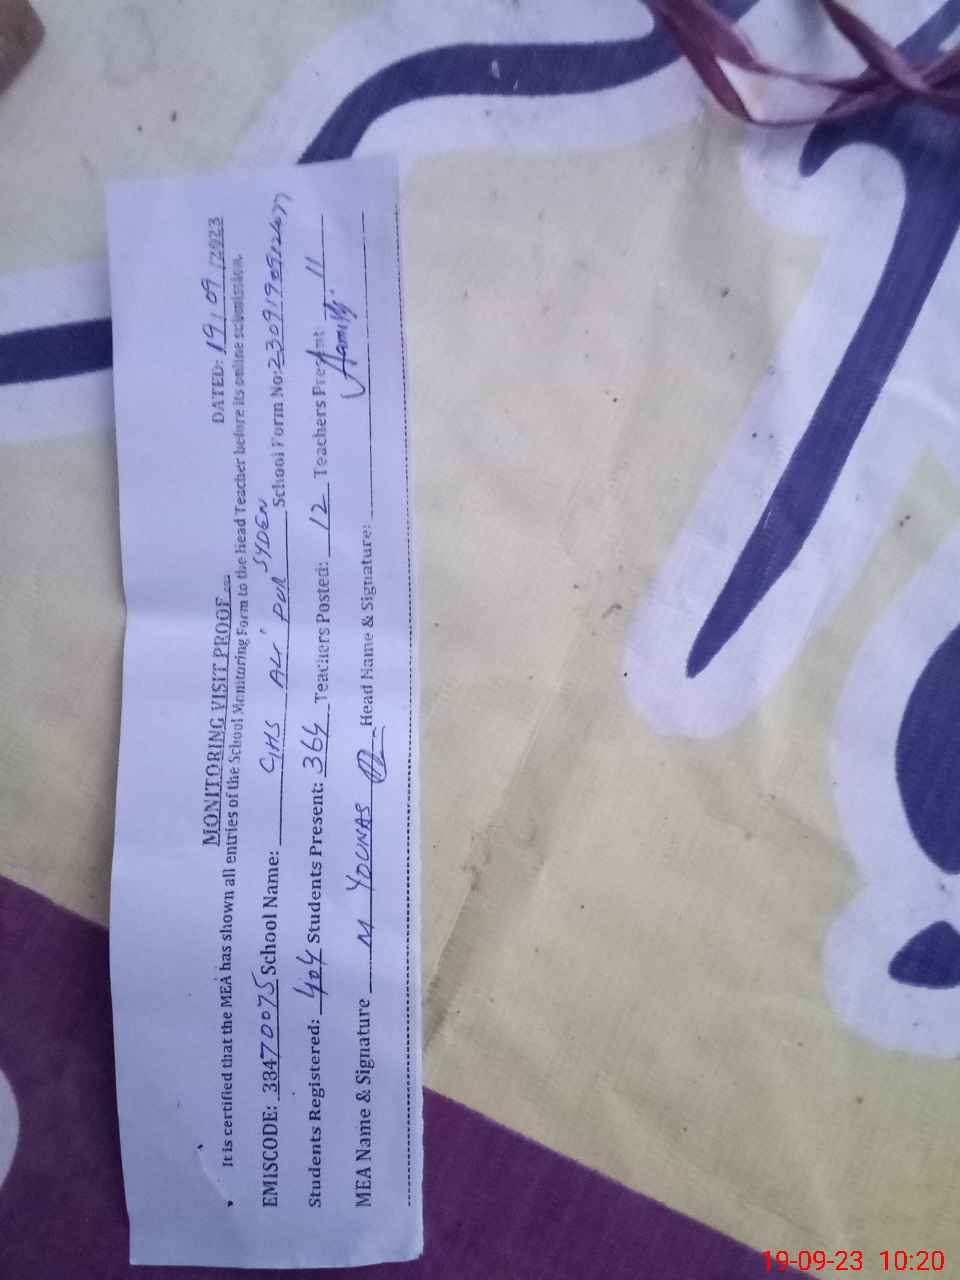 MONITORING VISIT PROOF
DATED: 19/09/2023
It is certified that the MEA has shown all entries of the School Monitoring Form to the Head Teacher before its online submission.
EMISCODE: 38470075 School Name: GHS ALI PUR SYDEN School Form No:
Students Registered: 404 Students Present: 364 Teachers Posted: 12 Teachers Present: 11
MEA Name & Signature M YOUNAS Head Name & Signature:
19-09-23 10:20